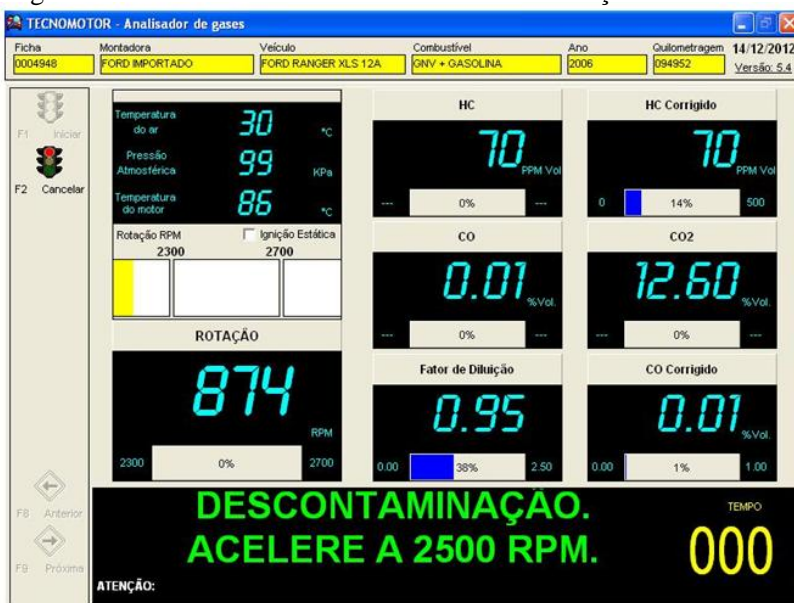 TECNOMOTOR - Analisador de gases
Ficha Montadora Veículo Combustível Ano Quilometragem 14/12/2012
0004948 FORD IMPORTADO FORD RANGER XLS 12A GNV + GASOLINA 2006 094952 Versão: 5.4
F1 Iniciar
F2 Cancelar
F8 Anterior
F9 Próxima
Temperatura do ar 30 °C
Pressão Atmosférica 99 KPa
Temperatura do motor 86 °C
Rotação RPM Ignição Estática
2300 2700
ROTAÇÃO
874 RPM
2300 0% 2700
HC
70 PPM Vol
--- 0% ---
HC Corrigido
70 PPM Vol
0 14% 500
CO
0.01 %Vol.
--- 0% ---
CO2
12.60 %Vol.
--- 0% ---
Fator de Diluição
0.95
0.00 38% 2.50
CO Corrigido
0.01 %Vol.
0.00 1% 1.00
DESCONTAMINAÇÃO.
ACELERE A 2500 RPM.
TEMPO
000
ATENÇÃO: